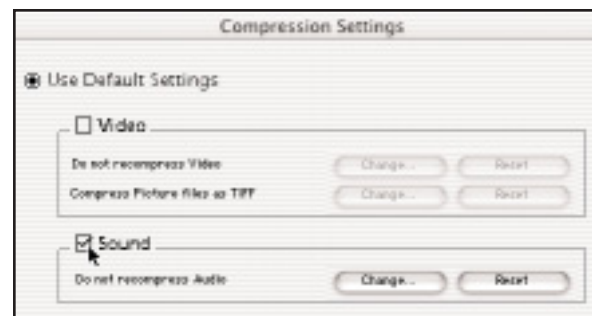 Compression Settings
Use Default Settings
Video
Do not recompress Video Change... Reset
Compress Picture files as TIFF Change... Reset
Sound
Do not recompress Audio Change... Reset